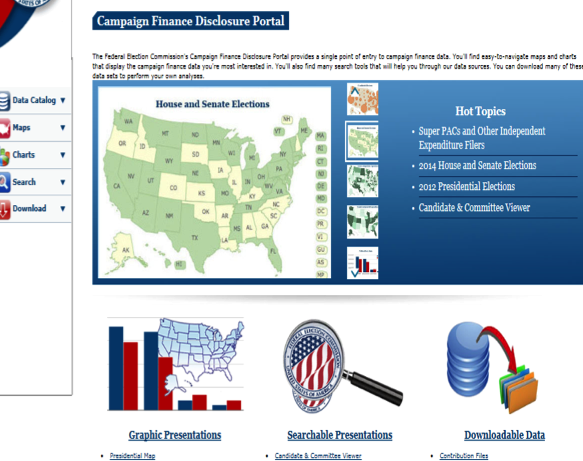 Campaign Finance Disclosure Portal
The Federal Election Commission's Campaign Finance Disclosure Portal provides a single point of entry to campaign finance data. You'll find easy-to-navigate maps and charts
that display the campaign finance data you're most interested in. You'll also find many search tools that will help you through our data sources. You can download many of these
data sets to perform your own analyses.
Data Catalog
Maps
Charts
Search
Download
House and Senate Elections
WA
OR
CA
NV
ID
MT
WY
UT
AZ
NM
CO
ND
SD
NE
KS
OK
TX
MN
IA
MO
AR
LA
WI
IL
MI
IN
OH
KY
TN
MS
AL
GA
FL
SC
NC
VA
WV
PA
NY
VT
NH
ME
MA
RI
CT
NJ
DE
MD
DC
PR
VI
GU
AS
MP
AK
HI
Hot Topics
• Super PACs and Other Independent
Expenditure Filers
• 2014 House and Senate Elections
• 2012 Presidential Elections
• Candidate & Committee Viewer
FEDERAL ELECTION COMMISSION
UNITED STATES OF AMERICA
Graphic Presentations
Searchable Presentations
Downloadable Data
• Presidential Map
• Candidate & Committee Viewer
• Contribution Files